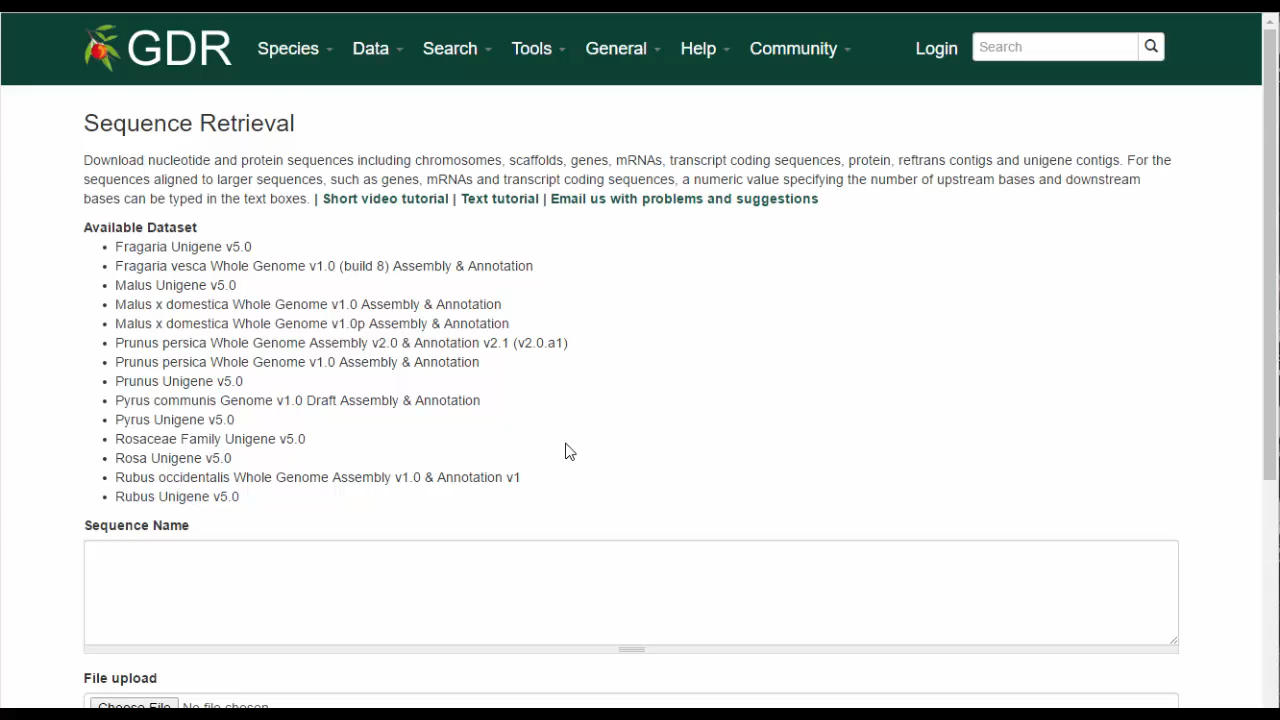 GDR Species Data Search Tools General Help Community Login Search
Sequence Retrieval
Download nucleotide and protein sequences including chromosomes, scaffolds, genes, mRNAs, transcript coding sequences, protein, reftrans contigs and unigene contigs. For the
sequences aligned to larger sequences, such as genes, mRNAs and transcript coding sequences, a numeric value specifying the number of upstream bases and downstream
bases can be typed in the text boxes. | Short video tutorial | Text tutorial | Email us with problems and suggestions
Available Dataset
• Fragaria Unigene v5.0
• Fragaria vesca Whole Genome v1.0 (build 8) Assembly & Annotation
• Malus Unigene v5.0
• Malus x domestica Whole Genome v1.0 Assembly & Annotation
• Malus x domestica Whole Genome v1.0p Assembly & Annotation
• Prunus persica Whole Genome Assembly v2.0 & Annotation v2.1 (v2.0.a1)
• Prunus persica Whole Genome v1.0 Assembly & Annotation
• Prunus Unigene v5.0
• Pyrus communis Genome v1.0 Draft Assembly & Annotation
• Pyrus Unigene v5.0
• Rosaceae Family Unigene v5.0
• Rosa Unigene v5.0
• Rubus occidentalis Whole Genome Assembly v1.0 & Annotation v1
• Rubus Unigene v5.0
Sequence Name
File upload
Choose File No file chosen